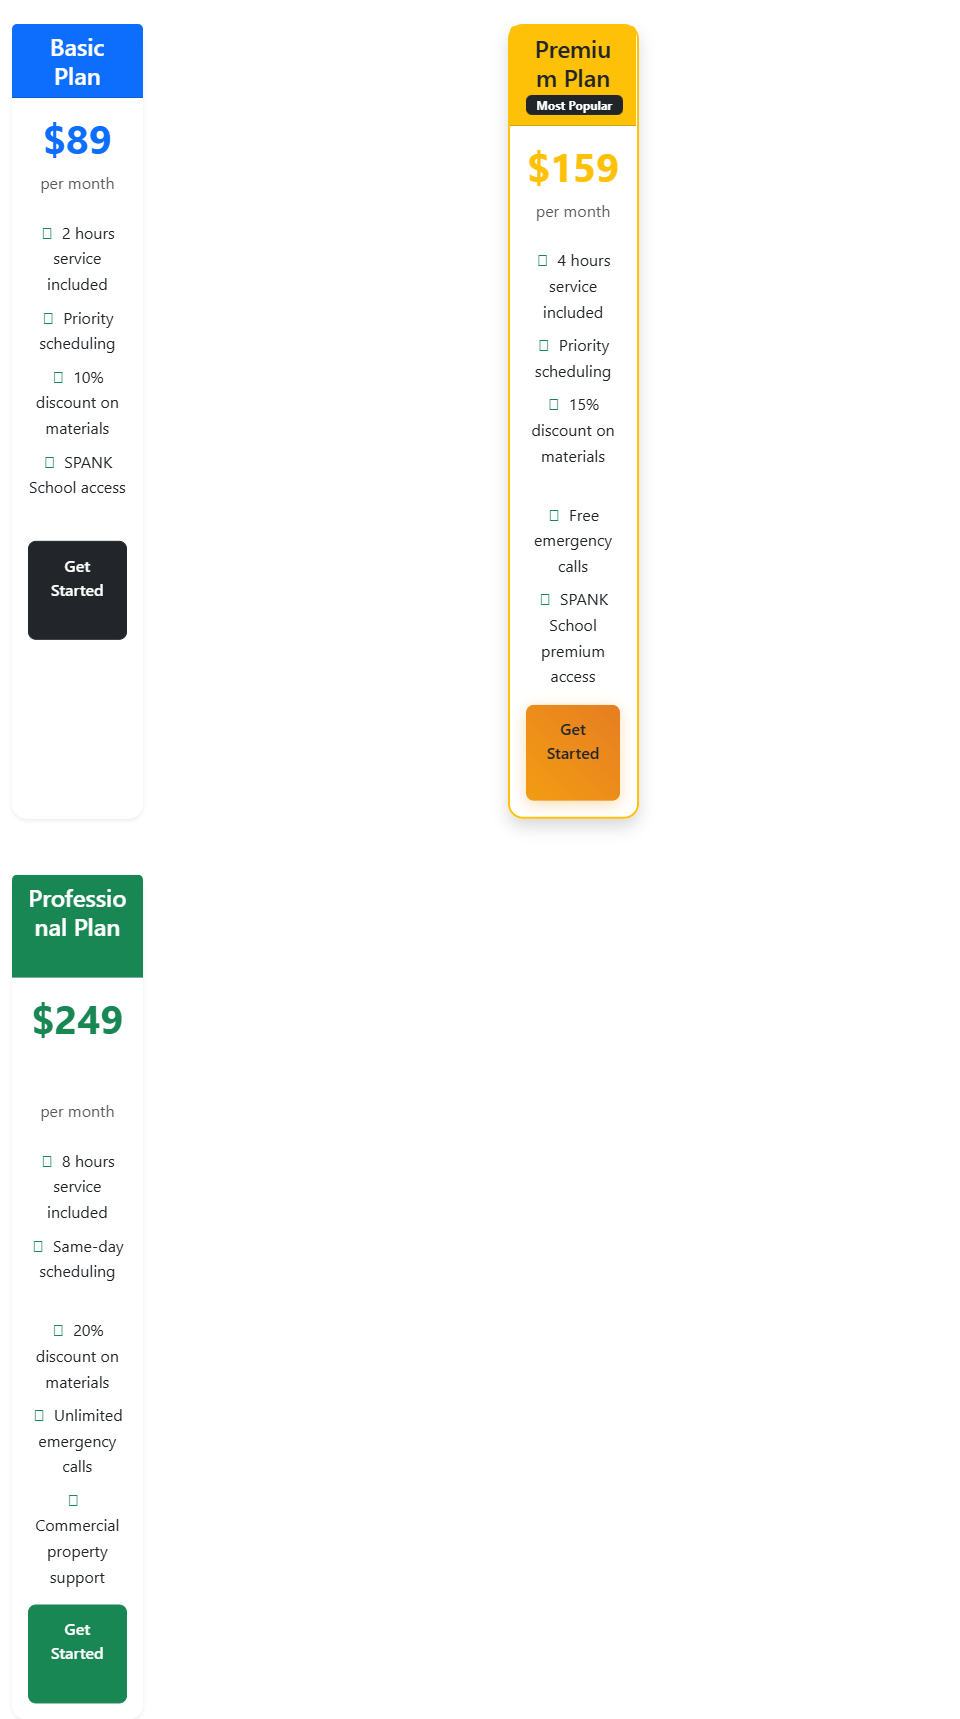 Basic
Plan
$89
per month
2 hours
service
included
Priority
scheduling
10%
discount on
materials
SPANK
School access
Get
Started
Premiu
m Plan
Most Popular
$159
per month
4 hours
service
included
Priority
scheduling
15%
discount on
materials
Free
emergency
calls
SPANK
School
premium
access
Get
Started
Professio
nal Plan
$249
per month
8 hours
service
included
Same-day
scheduling
20%
discount on
materials
Unlimited
emergency
calls
Commercial
property
support
Get
Started